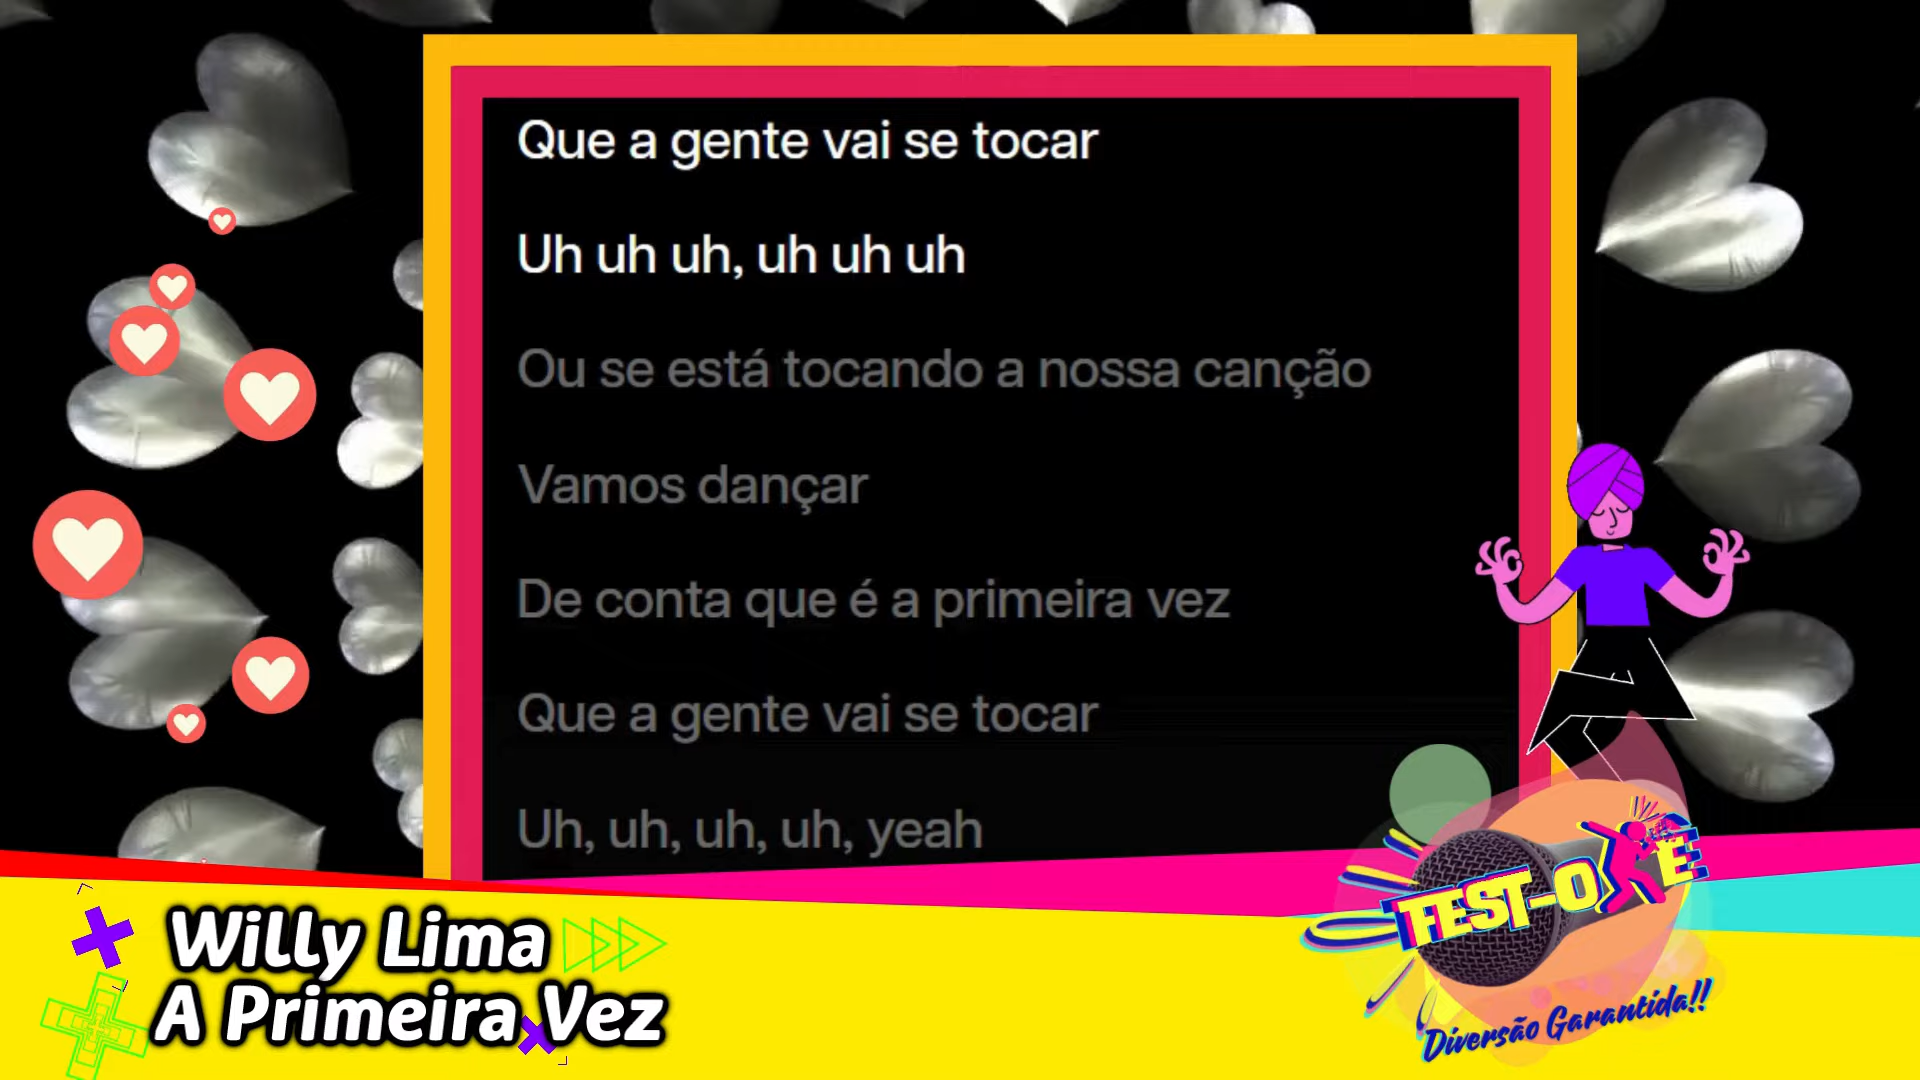 Que a gente vai se tocar
Uh uh uh, uh uh uh
Ou se está tocando a nossa canção
Vamos dançar
De conta que é a primeira vez
Que a gente vai se tocar
Uh, uh, uh, uh, yeah
Willy Lima
A Primeira Vez
TEST-OKÊ
Diversão Garantida!!